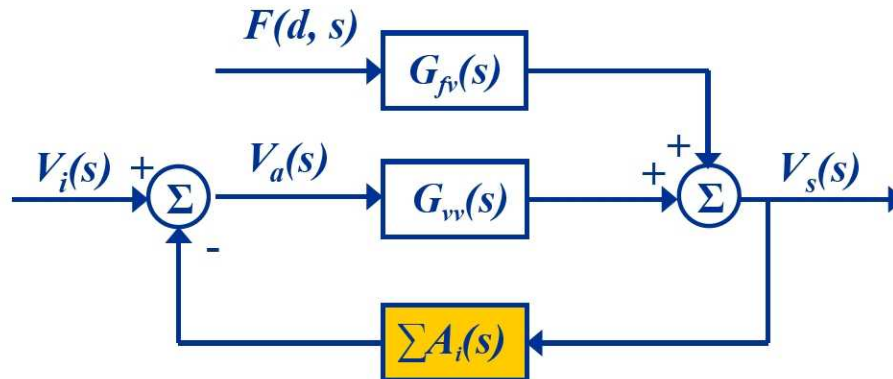 F(d, s)
G_fv(s)
+
V_i(s) + Σ V_a(s) G_vv(s) + Σ V_s(s)
-
∑A_i(s)